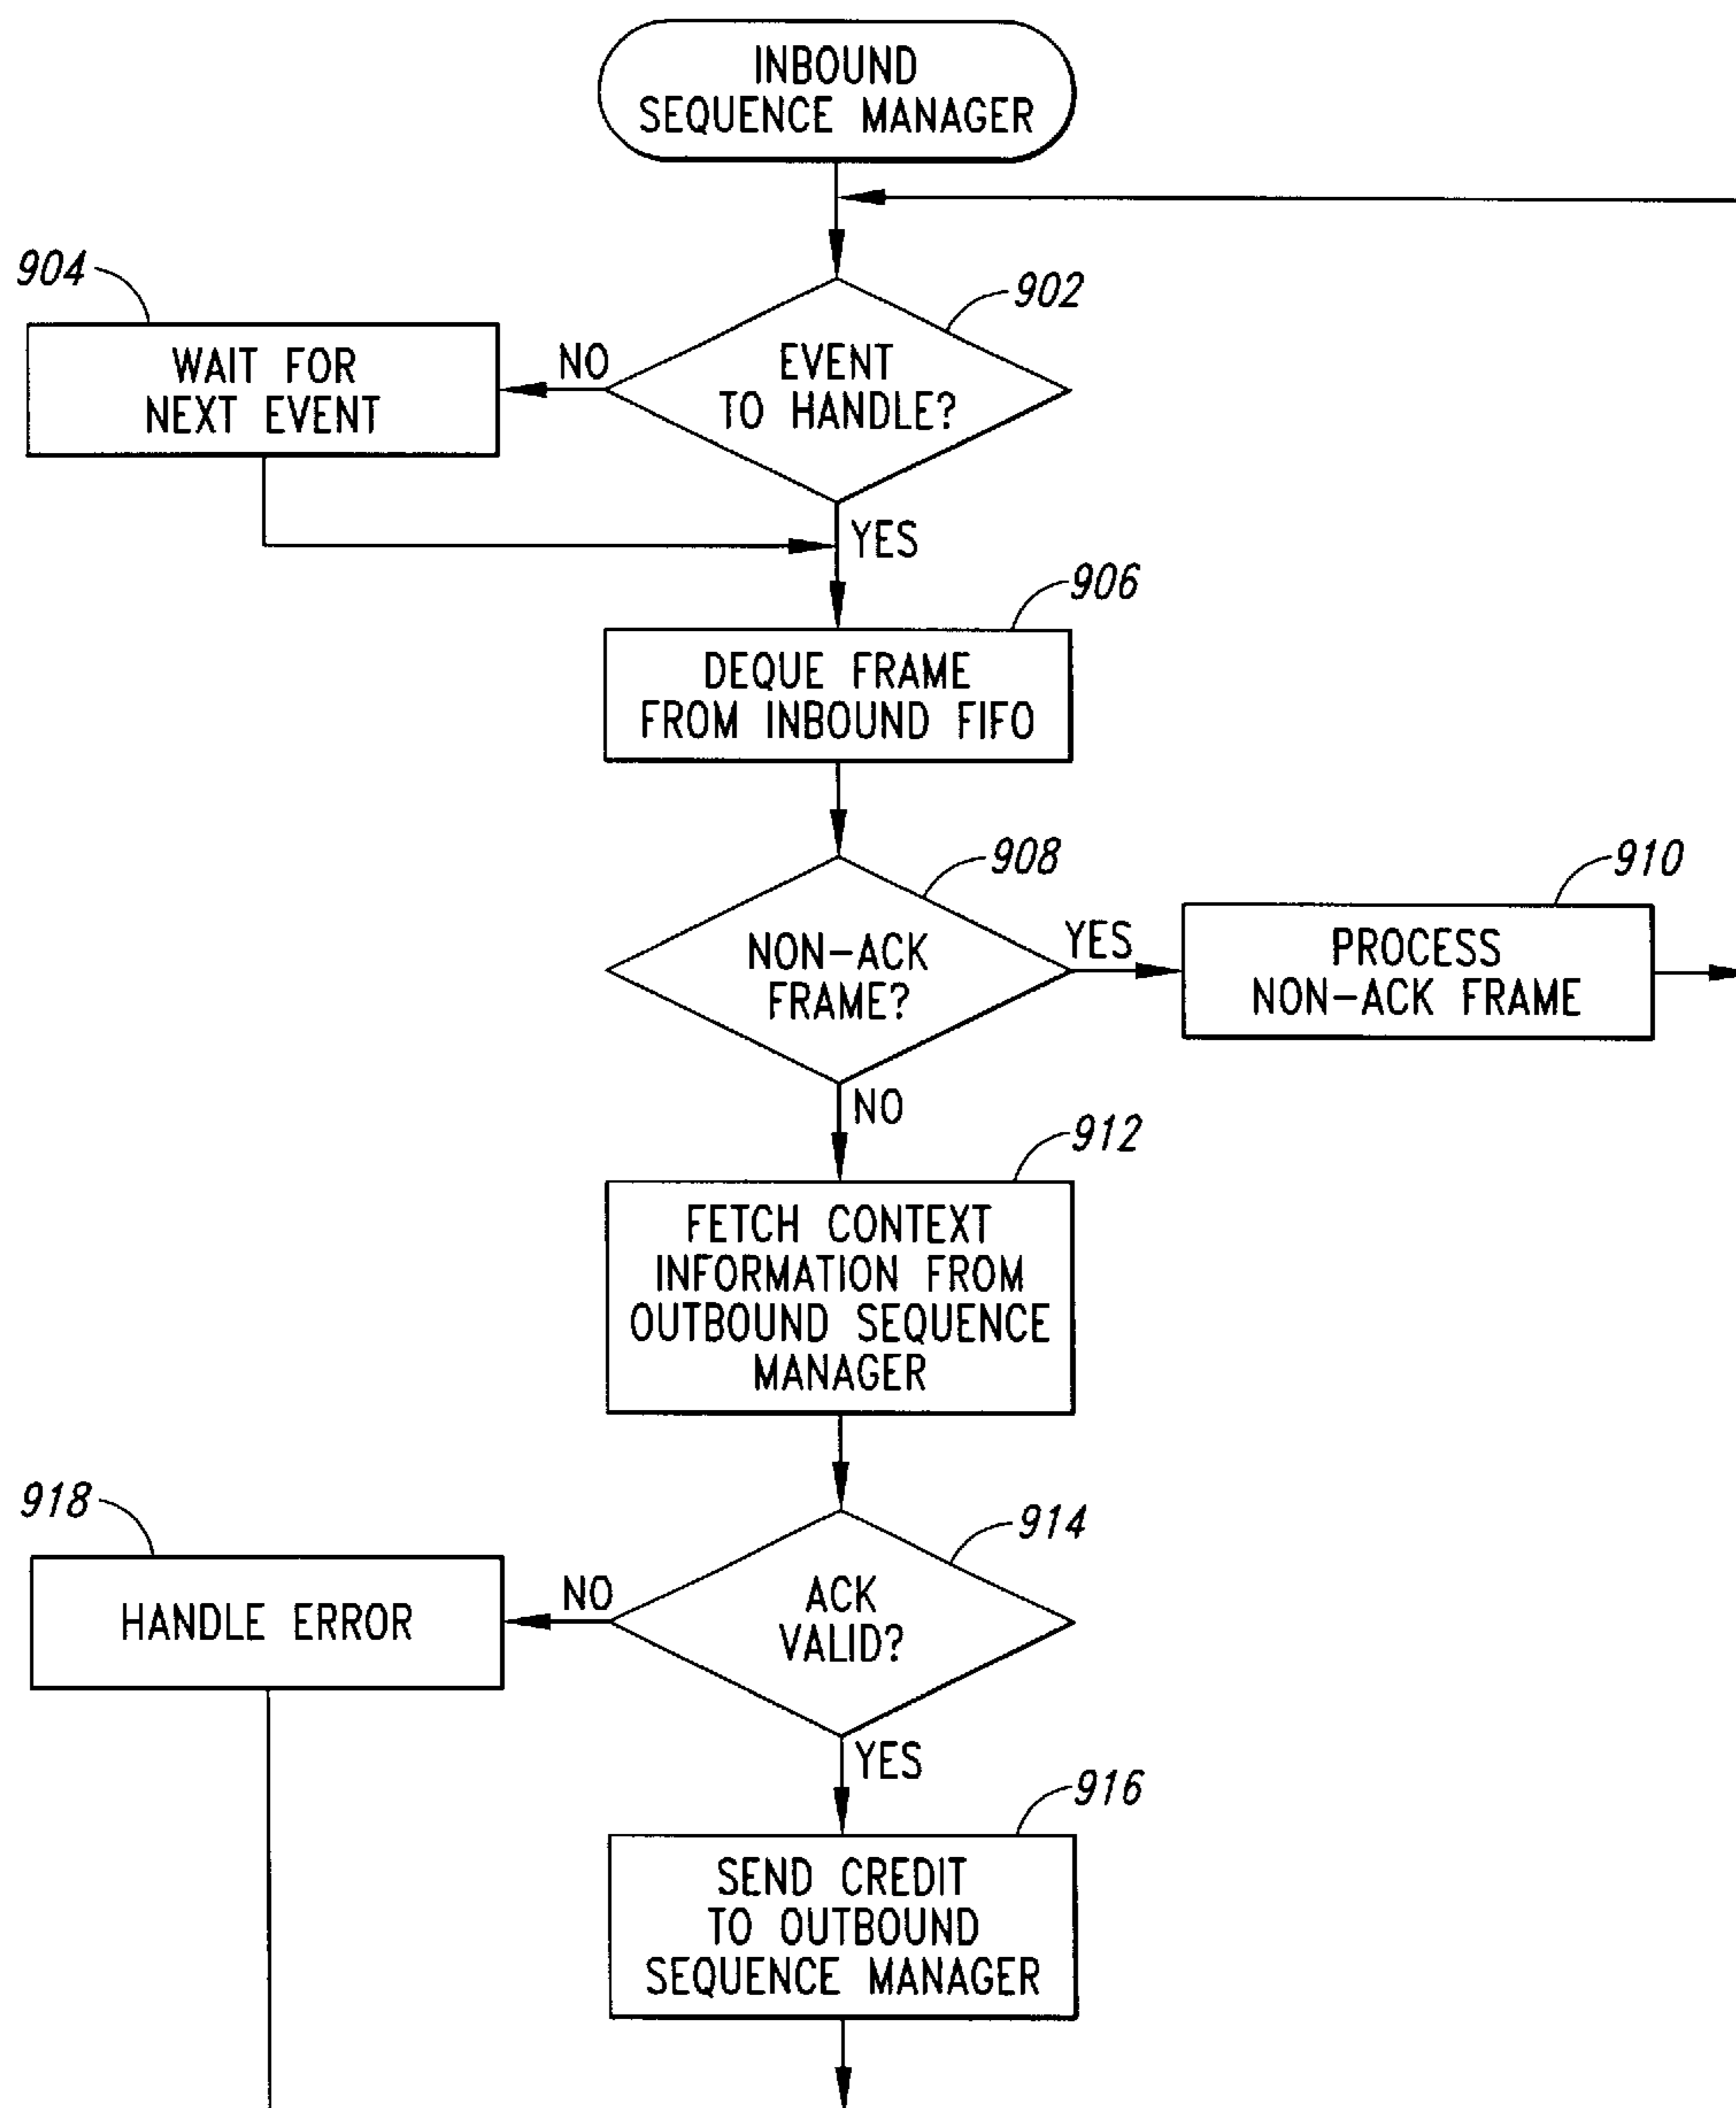 INBOUND
SEQUENCE MANAGER
904
902
WAIT FOR
NEXT EVENT
NO
EVENT
TO HANDLE?
YES
906
DEQUE FRAME
FROM INBOUND FIFO
908
910
NON-ACK
FRAME?
YES
PROCESS
NON-ACK FRAME
NO
912
FETCH CONTEXT
INFORMATION FROM
OUTBOUND SEQUENCE
MANAGER
918
914
HANDLE ERROR
NO
ACK
VALID?
YES
916
SEND CREDIT
TO OUTBOUND
SEQUENCE MANAGER